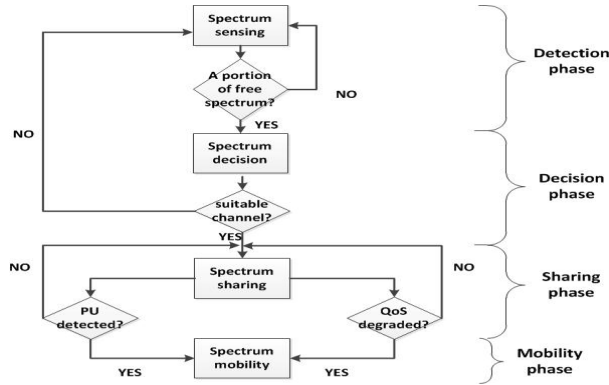 Spectrum
sensing
Detection
phase
A portion
of free
spectrum?
NO
YES
NO
Spectrum
decision
Decision
phase
suitable
channel?
YES
NO
NO
Spectrum
sharing
Sharing
phase
PU
detected?
QoS
degraded?
YES
Spectrum
mobility
YES
Mobility
phase